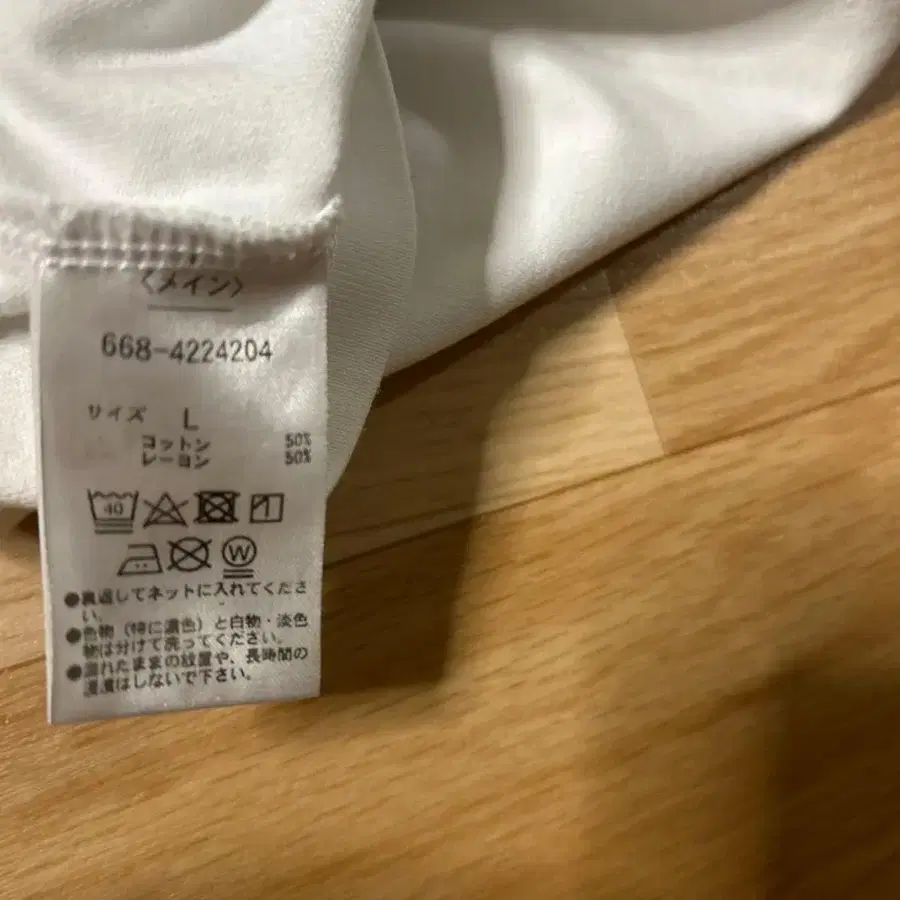 〈メイン〉
668-4224204
サイズ L
コットン 50%
レーヨン 50%
40
W
●裏返してネットに入れてくださ
い。
●色物（特に濃色）と白物・淡色
物は分けて洗ってください。
●濡れたままの放置や、長時間の
浸漬はしないで下さい。